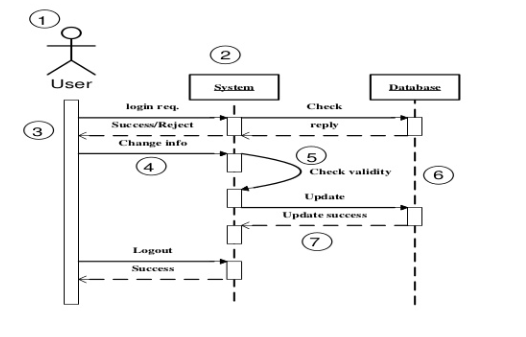 1
2
User
System
Database
login req.
Check
3
Success/Reject
reply
Change info
4
5
Check validity
6
Update
Update success
7
Logout
Success